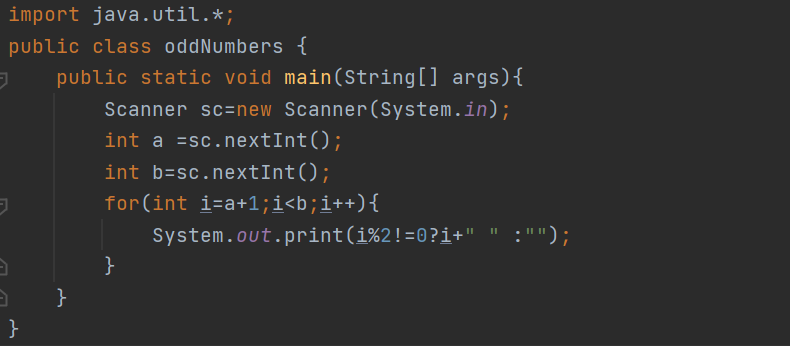 import java.util.*;
public class oddNumbers {
    public static void main(String[] args){
        Scanner sc=new Scanner(System.in);
        int a =sc.nextInt();
        int b=sc.nextInt();
        for(int i=a+1;i<b;i++){
            System.out.print(i%2!=0?i+" " :"");
        }
    }
}